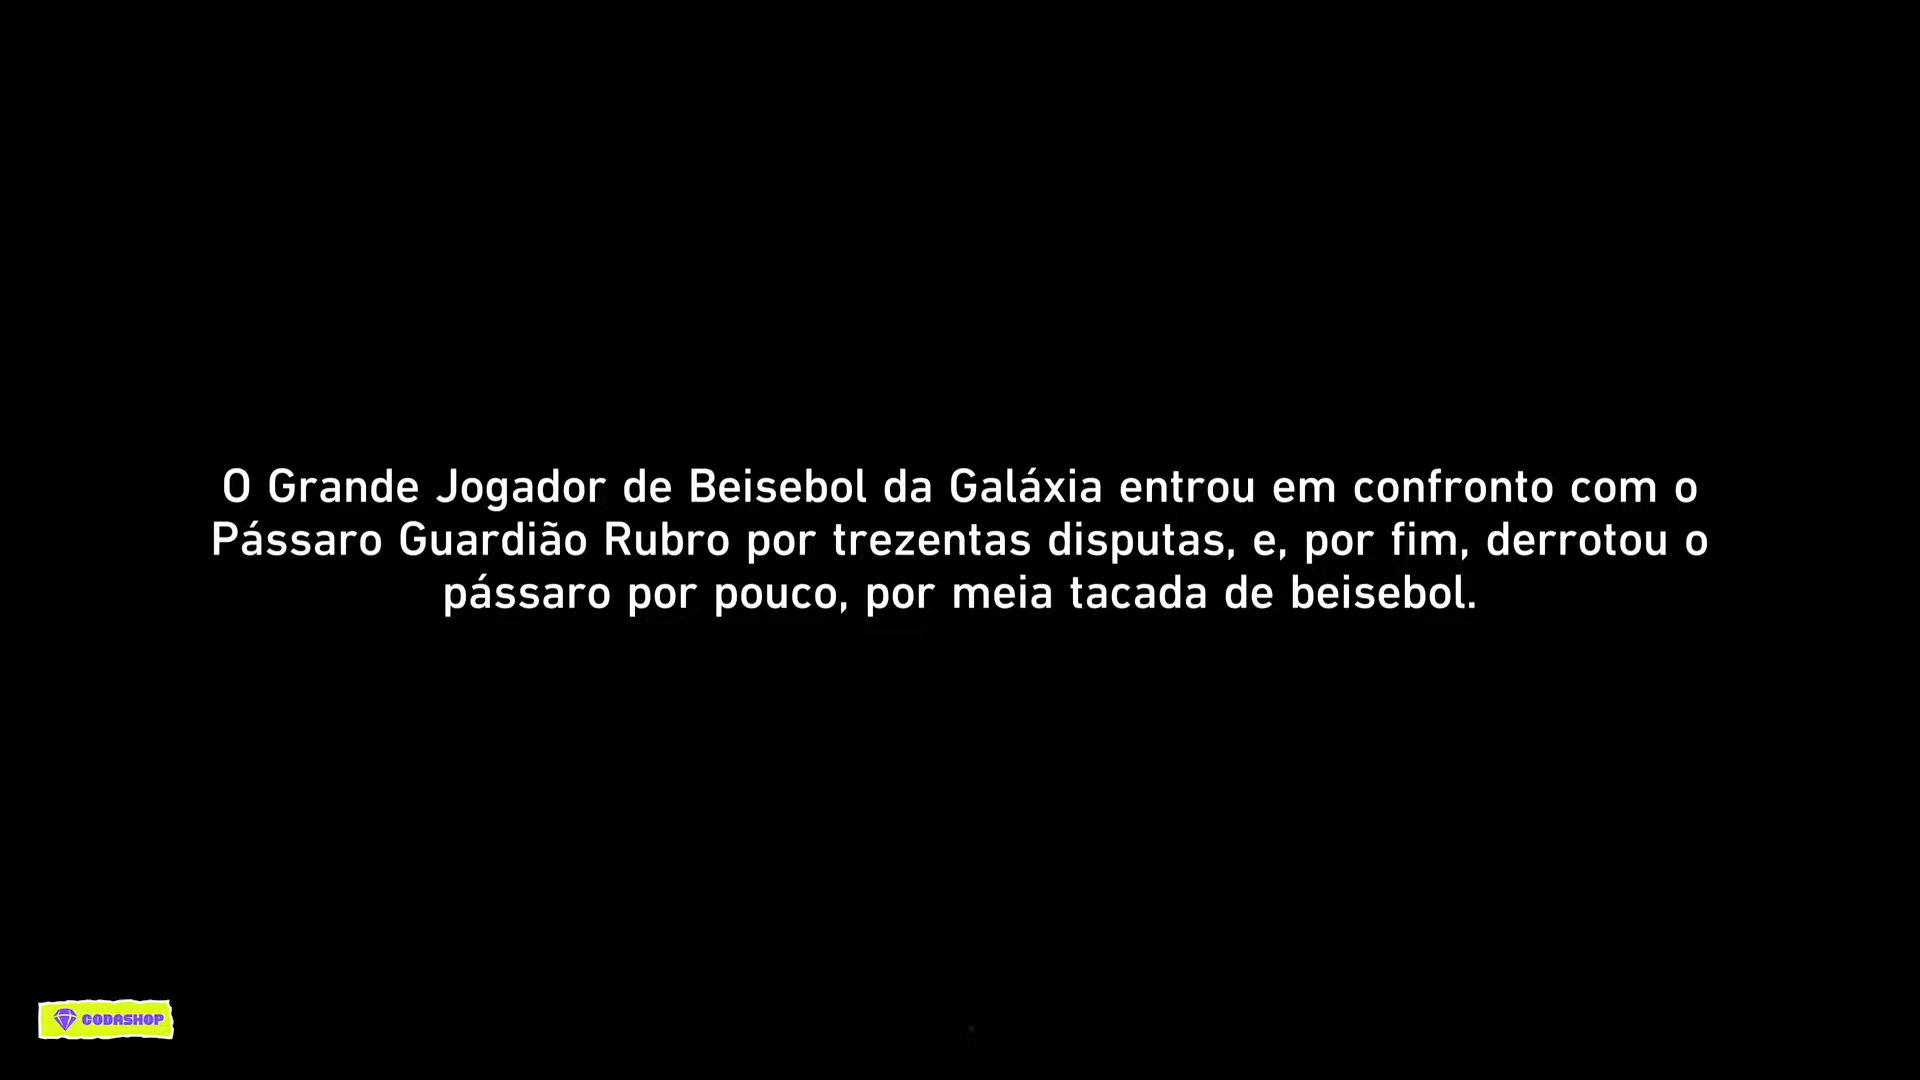 O Grande Jogador de Beisebol da Galáxia entrou em confronto com o
Pássaro Guardião Rubro por trezentas disputas, e, por fim, derrotou o
pássaro por pouco, por meia tacada de beisebol.
CODASHOP